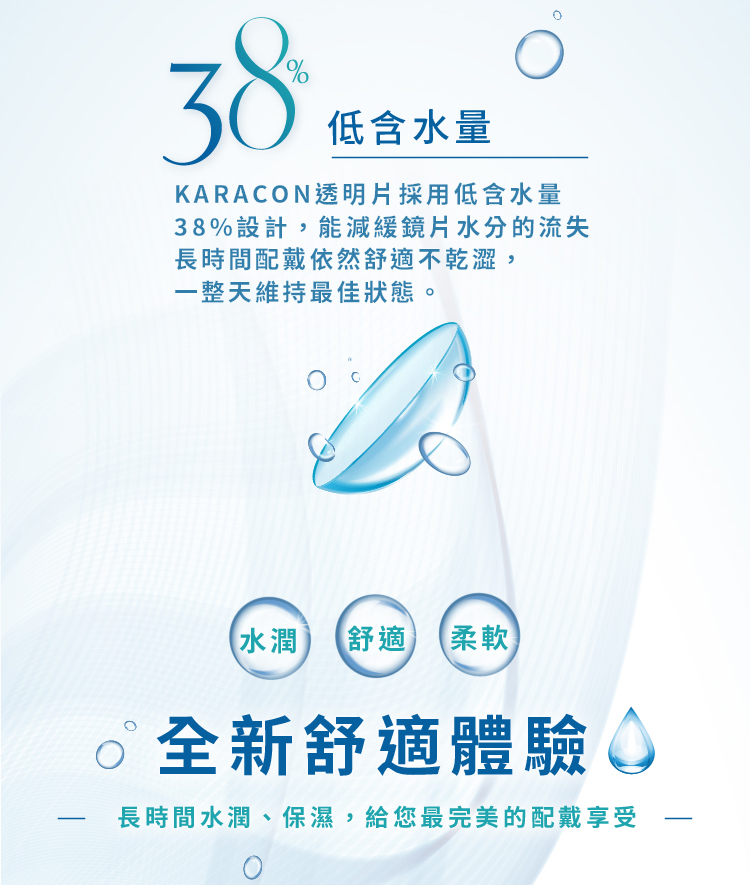 38%
低含水量
KARACON透明片採用低含水量
38%設計，能減緩鏡片水分的流失
長時間配戴依然舒適不乾澀，
一整天維持最佳狀態。
水潤 舒適 柔軟
全新舒適體驗
長時間水潤、保濕，給您最完美的配戴享受